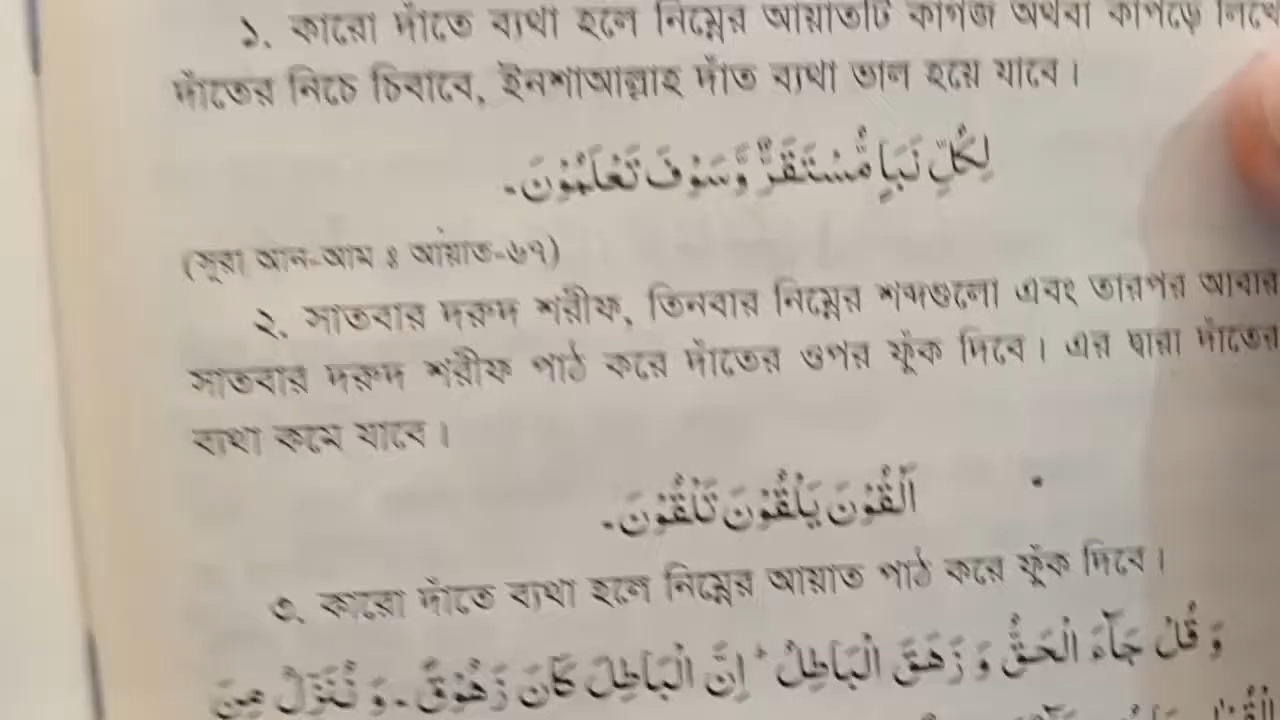 ১. কারো দাঁতে ব্যথা হলে নিম্নের আয়াতটি কাগজ অথবা কাপড়ে লিখে
দাঁতের নিচে চিবাবে, ইনশাআল্লাহ দাঁত ব্যথা ভাল হয়ে যাবে।
لِكُلِّ نَبَاٍ مُّسْتَقَرٌّ وَّسَوْفَ تَعْلَمُوْنَ۔
(সূরা আন-আম ঃ আয়াত-৬৭)
২. সাতবার দরুদ শরীফ, তিনবার নিম্নের শব্দগুলো এবং তারপর আবার
সাতবার দরুদ শরীফ পাঠ করে দাঁতের ওপর ফুঁক দিবে। এর দ্বারা দাঁতের
ব্যথা কমে যাবে।
اَلْقُوْنَ يَلْقُوْنَ تَلْقُوْنَ۔
৩. কারো দাঁতে ব্যথা হলে নিম্নের আয়াত পাঠ করে ফুঁক দিবে।
وَ قُلْ جَآءَ الْحَقُّ وَ زَهَقَ الْبَاطِلُ ؕ اِنَّ الْبَاطِلَ كَانَ زَهُوْقً۔ وَ نُنَزِّلُ مِنَ